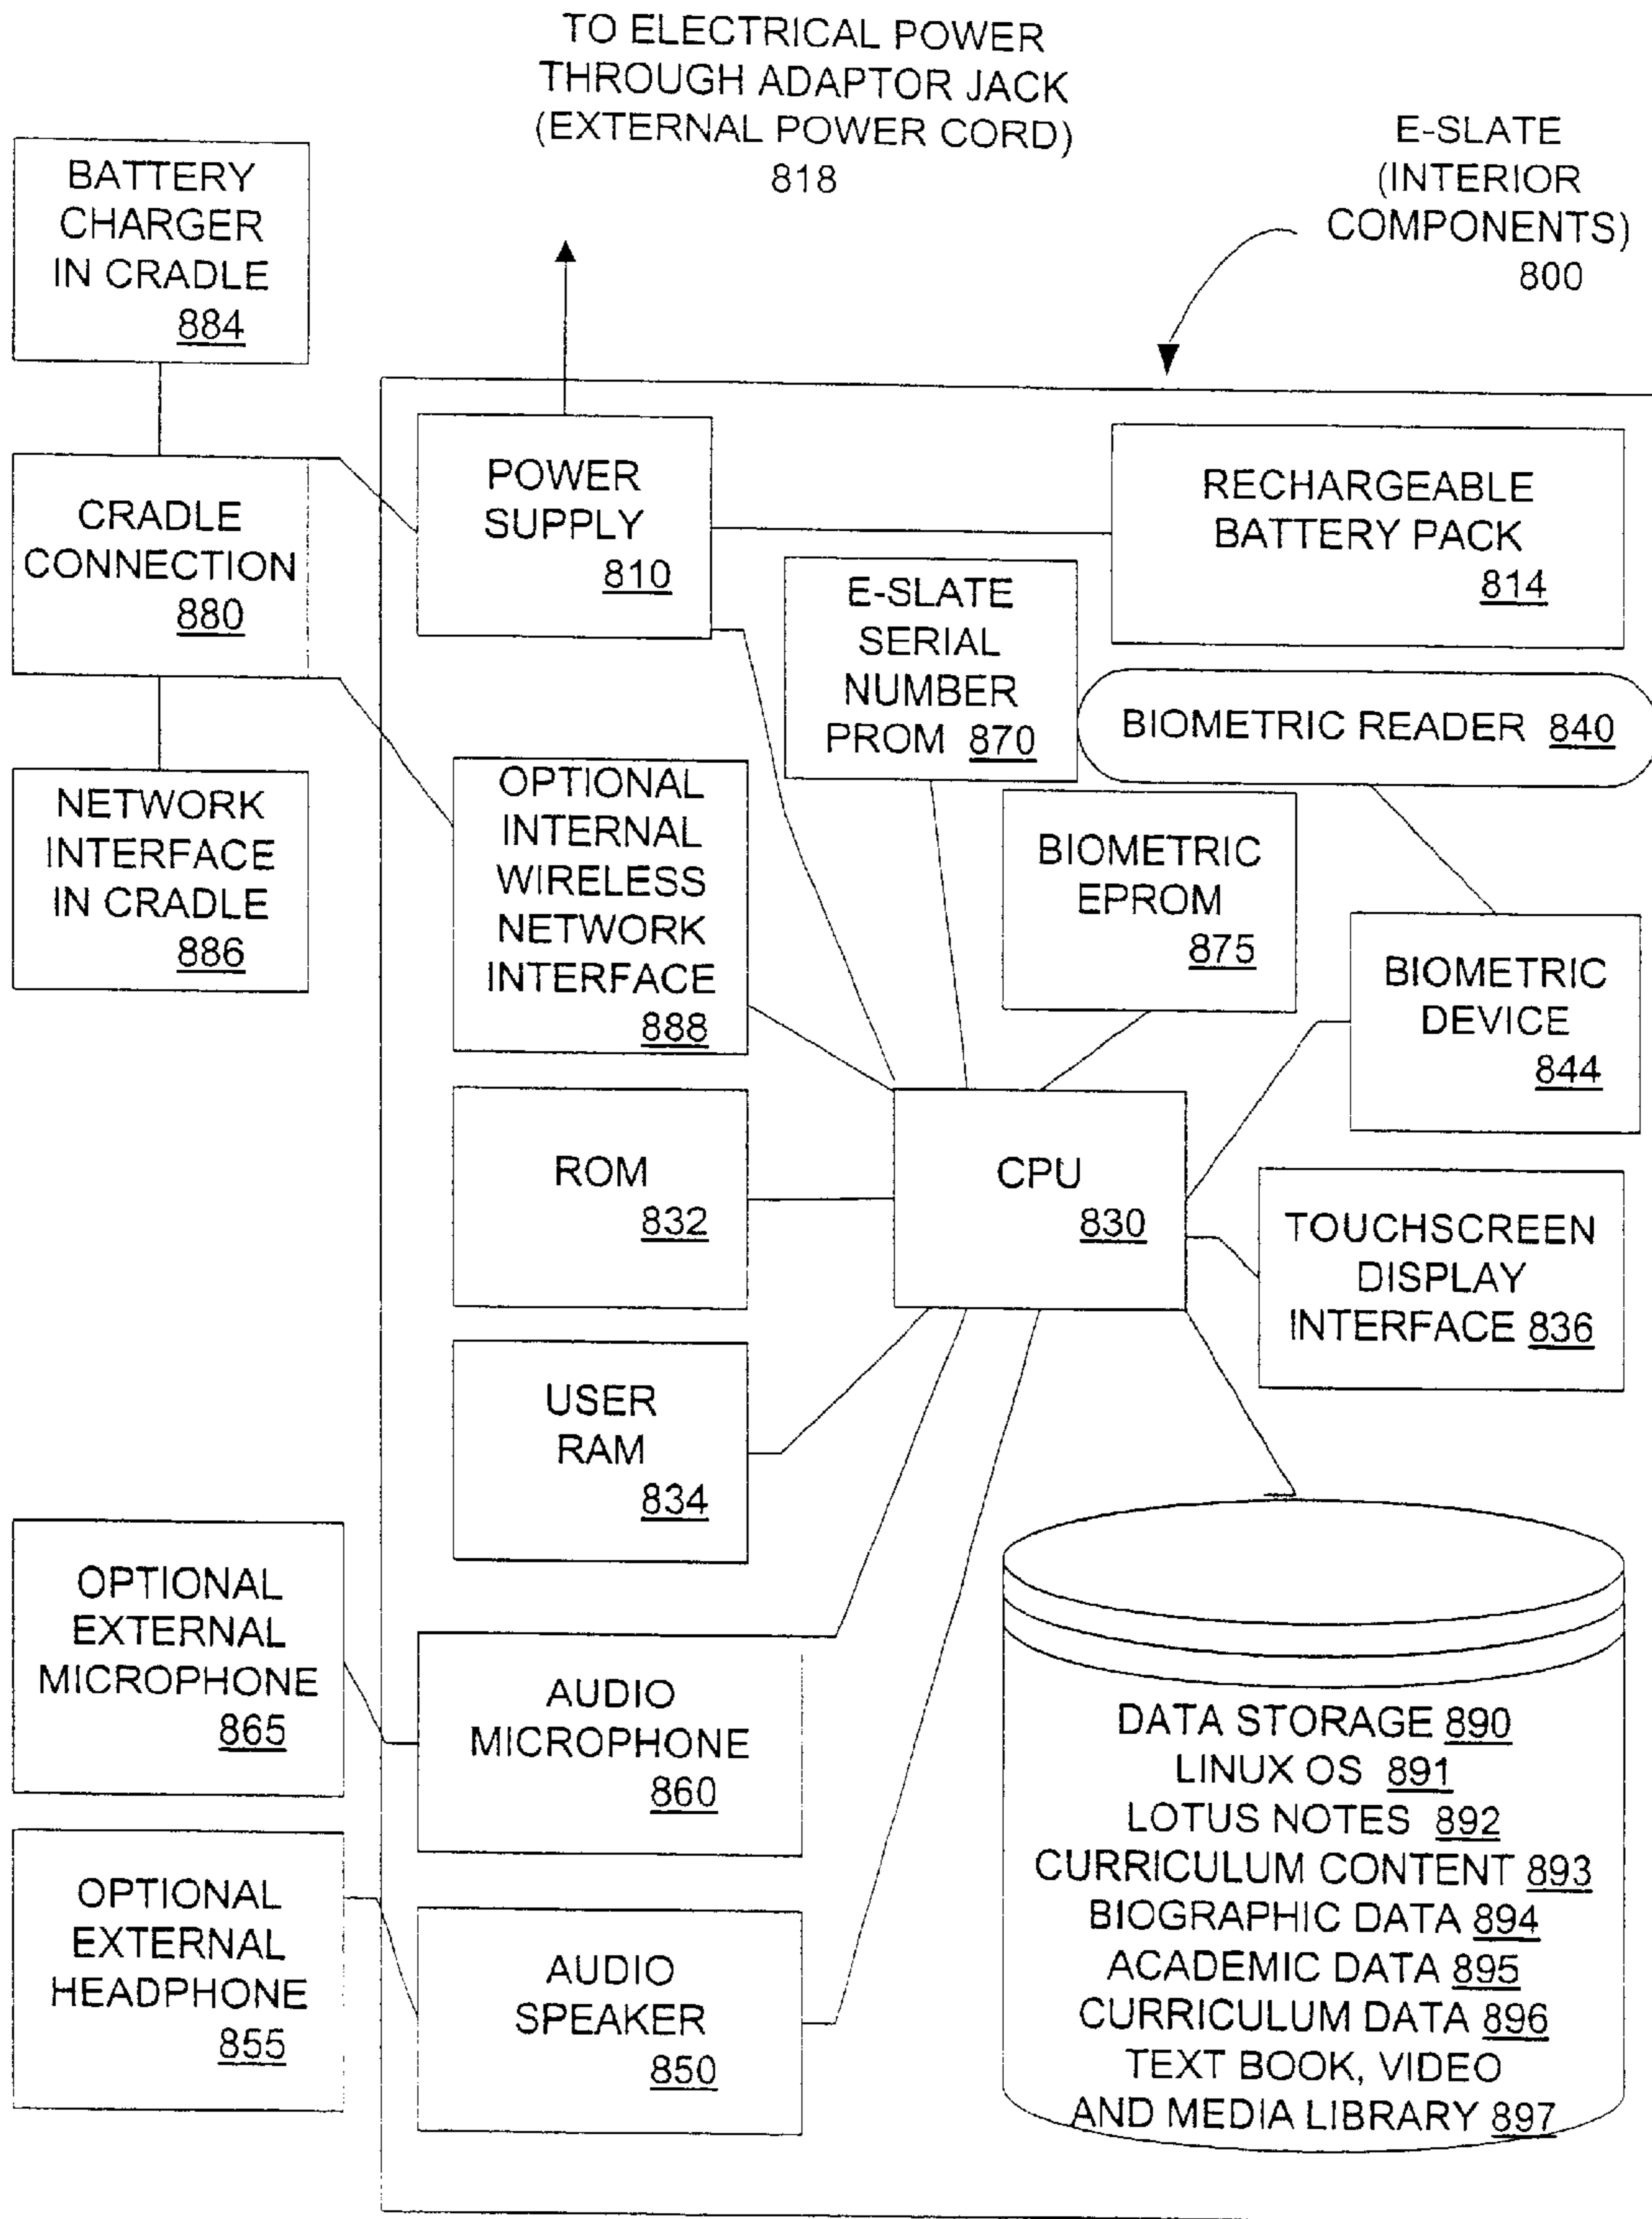 TO ELECTRICAL POWER
THROUGH ADAPTOR JACK
(EXTERNAL POWER CORD)
818
E-SLATE
(INTERIOR
COMPONENTS)
800
BATTERY
CHARGER
IN CRADLE
884
CRADLE
CONNECTION
880
NETWORK
INTERFACE
IN CRADLE
886
POWER
SUPPLY
810
RECHARGEABLE
BATTERY PACK
814
E-SLATE
SERIAL
NUMBER
PROM 870
BIOMETRIC READER 840
OPTIONAL
INTERNAL
WIRELESS
NETWORK
INTERFACE
888
BIOMETRIC
EPROM
875
BIOMETRIC
DEVICE
844
ROM
832
CPU
830
TOUCHSCREEN
DISPLAY
INTERFACE 836
USER
RAM
834
OPTIONAL
EXTERNAL
MICROPHONE
865
AUDIO
MICROPHONE
860
OPTIONAL
EXTERNAL
HEADPHONE
855
AUDIO
SPEAKER
850
DATA STORAGE 890
LINUX OS 891
LOTUS NOTES 892
CURRICULUM CONTENT 893
BIOGRAPHIC DATA 894
ACADEMIC DATA 895
CURRICULUM DATA 896
TEXT BOOK, VIDEO
AND MEDIA LIBRARY 897